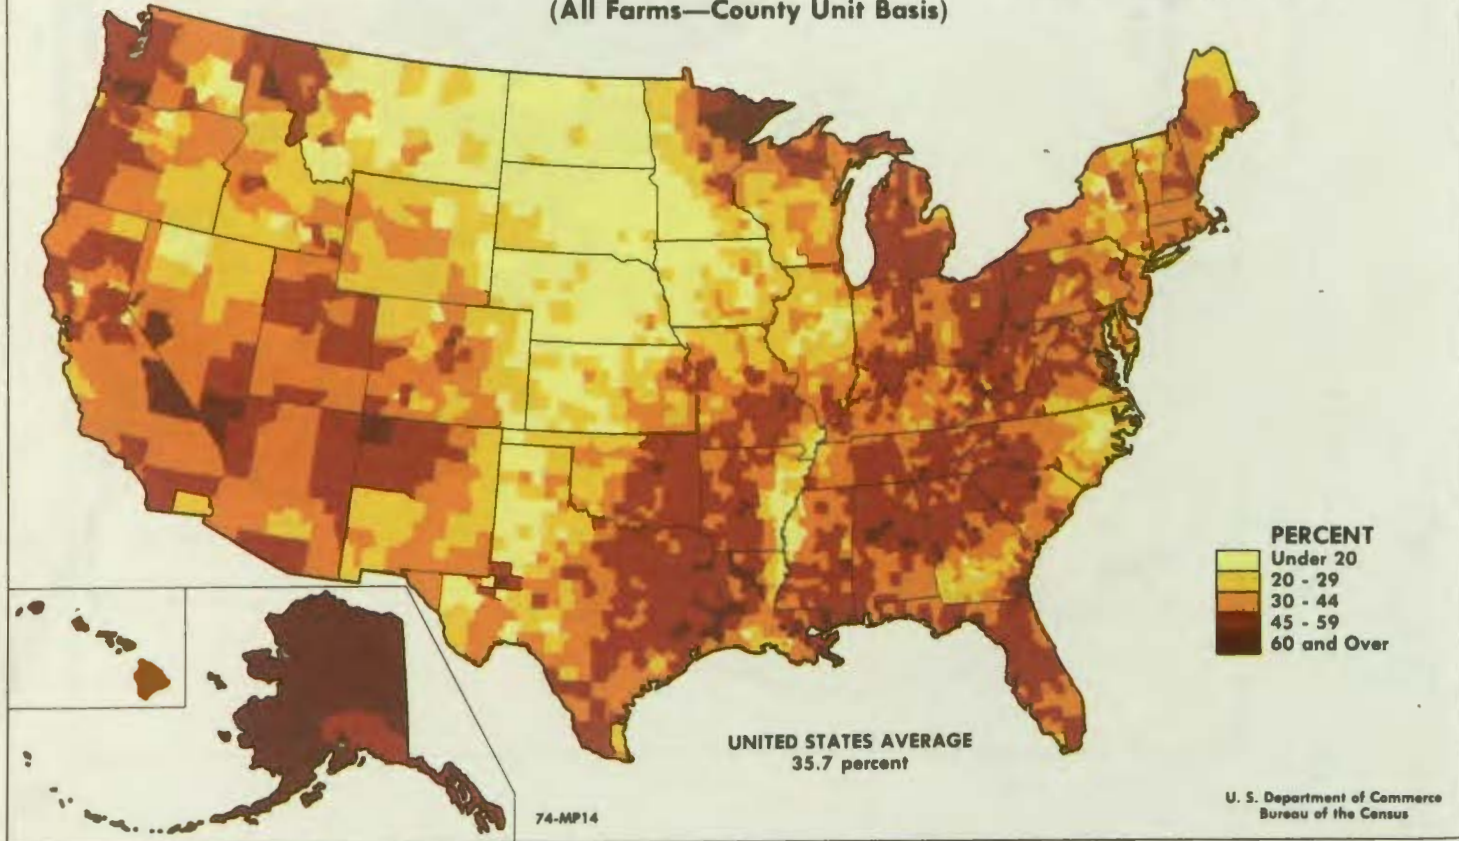 (All Farms—County Unit Basis)
PERCENT
Under 20
20 - 29
30 - 44
45 - 59
60 and Over
UNITED STATES AVERAGE
35.7 percent
74-MP14
U. S. Department of Commerce
Bureau of the Census